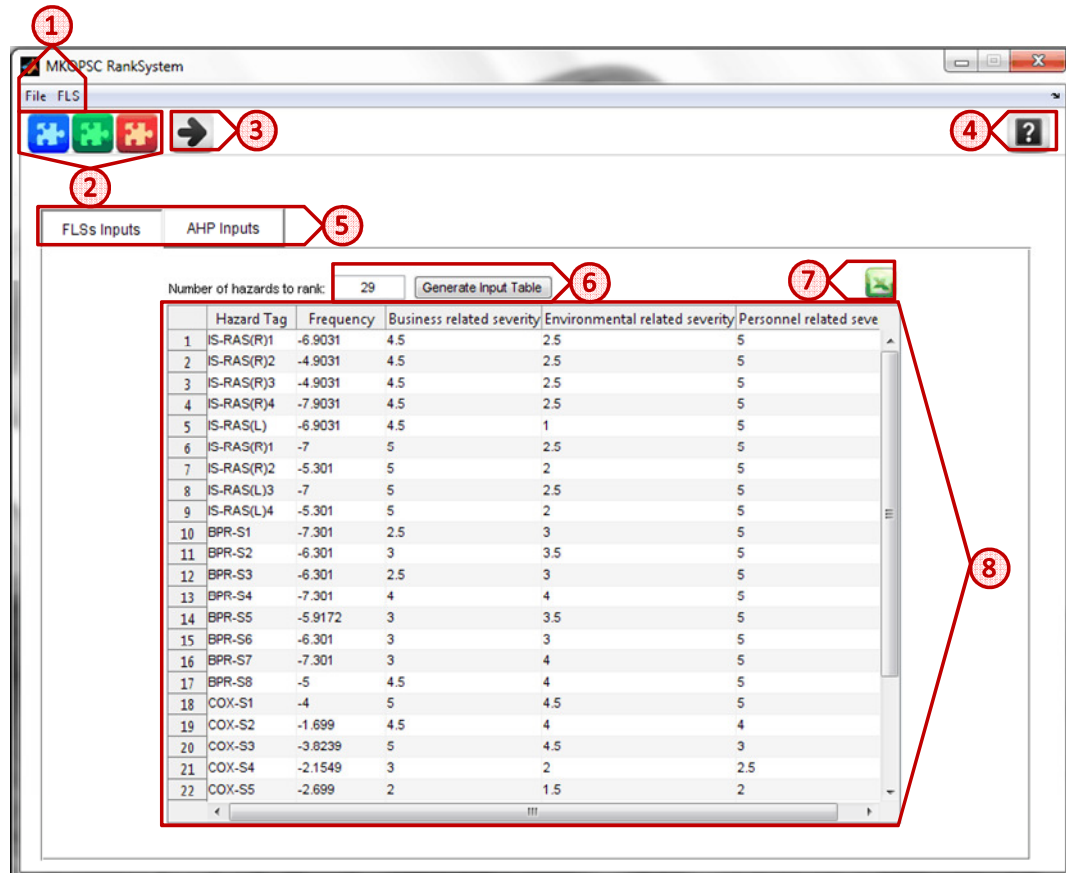 1
MKOPSC RankSystem
File FLS
3
4
?
2
FLSs Inputs AHP Inputs 5
Number of hazards to rank: 29 Generate Input Table 6 7
Hazard Tag Frequency Business related severity Environmental related severity Personnel related seve
1 IS-RAS(R)1 -6.9031 4.5 2.5 5
2 IS-RAS(R)2 -4.9031 4.5 2.5 5
3 IS-RAS(R)3 -4.9031 4.5 2.5 5
4 IS-RAS(R)4 -7.9031 4.5 2.5 5
5 IS-RAS(L) -6.9031 4.5 1 5
6 IS-RAS(R)1 -7 5 2.5 5
7 IS-RAS(R)2 -5.301 5 2 5
8 IS-RAS(L)3 -7 5 2.5 5
9 IS-RAS(L)4 -5.301 5 2 5
10 BPR-S1 -7.301 2.5 3 5
11 BPR-S2 -6.301 3 3.5 5
12 BPR-S3 -6.301 2.5 3 5
8
13 BPR-S4 -7.301 4 4 5
14 BPR-S5 -5.9172 3 3.5 5
15 BPR-S6 -6.301 3 3 5
16 BPR-S7 -7.301 3 4 5
17 BPR-S8 -5 4.5 4 5
18 COX-S1 -4 5 4.5 5
19 COX-S2 -1.699 4.5 4 4
20 COX-S3 -3.8239 5 4.5 3
21 COX-S4 -2.1549 3 2 2.5
22 COX-S5 -2.699 2 1.5 2